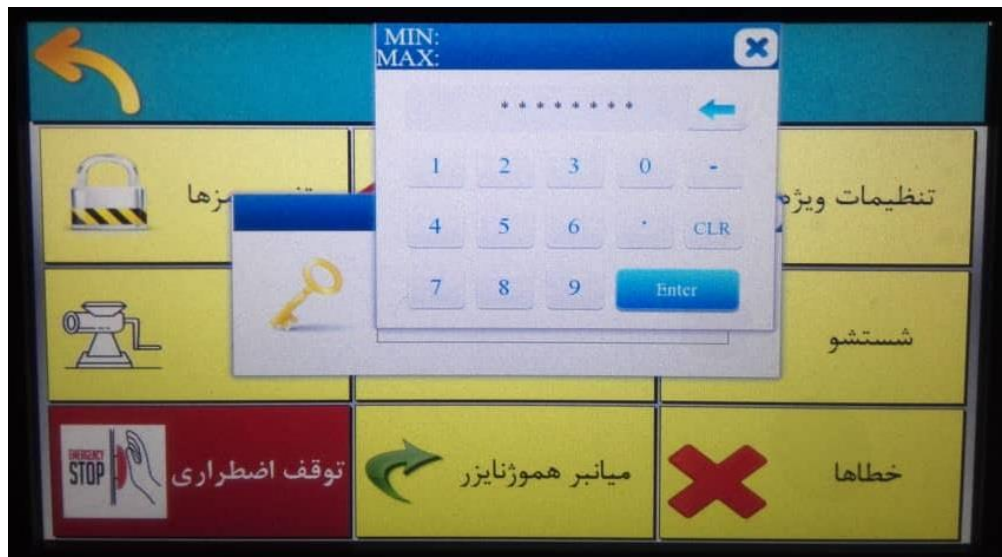 MIN:
MAX:
* * * * * * * *
1 2 3 0 -
4 5 6 . CLR
7 8 9 Enter
تنظیمات ویژه
شستشو
EMERGENCY
STOP
توقف اضطراری
میانبر هموژنایزر
خطاها